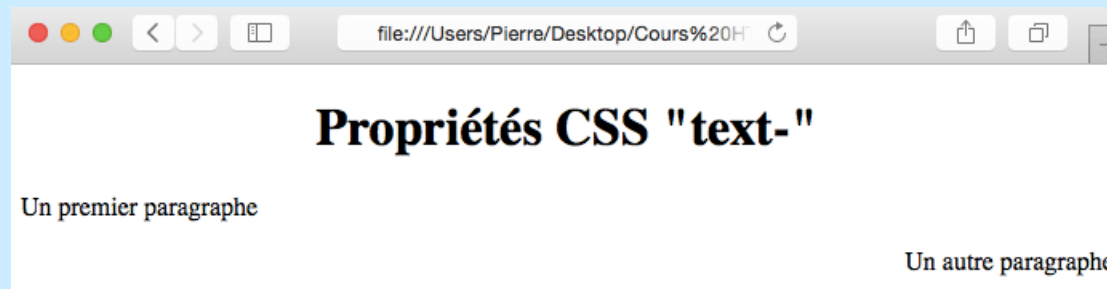 file:///Users/Pierre/Desktop/Cours%20H
Propriétés CSS "text-"
Un premier paragraphe
Un autre paragraphe